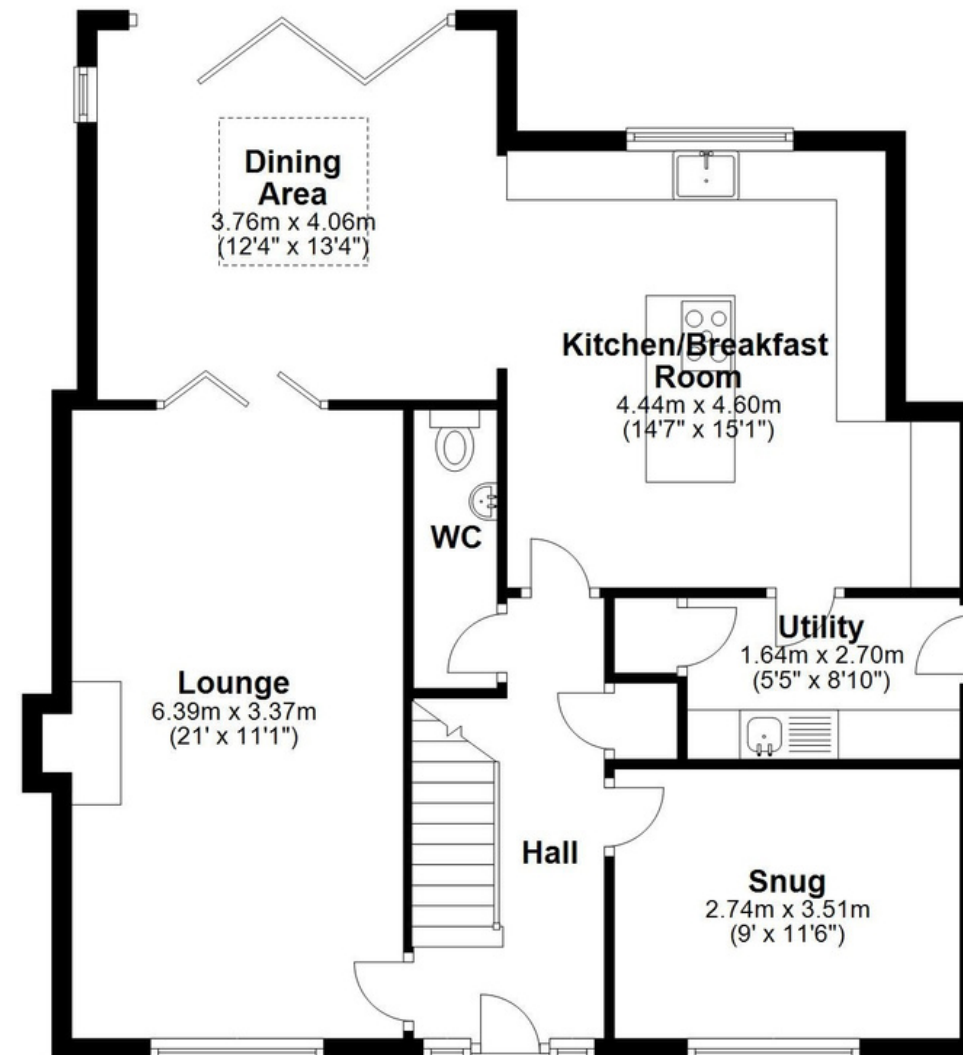 Dining
Area
3.76m x 4.06m
(12'4" x 13'4")
Kitchen/Breakfast
Room
4.44m x 4.60m
(14'7" x 15'1")
WC
Utility
1.64m x 2.70m
(5'5" x 8'10")
Lounge
6.39m x 3.37m
(21' x 11'1")
Hall
Snug
2.74m x 3.51m
(9' x 11'6")